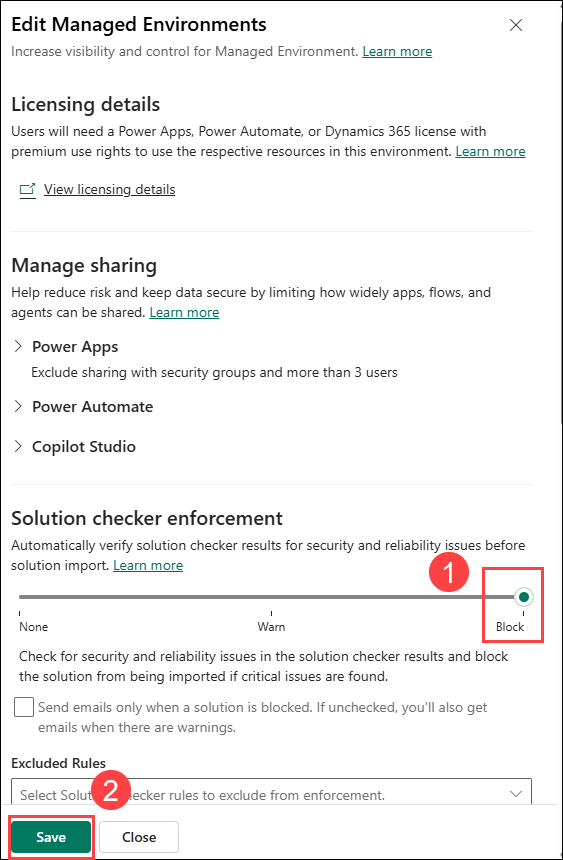 Edit Managed Environments
Increase visibility and control for Managed Environment. Learn more
Licensing details
Users will need a Power Apps, Power Automate, or Dynamics 365 license with
premium use rights to use the respective resources in this environment. Learn more
View licensing details
Manage sharing
Help reduce risk and keep data secure by limiting how widely apps, flows, and
agents can be shared. Learn more
Power Apps
Exclude sharing with security groups and more than 3 users
Power Automate
Copilot Studio
Solution checker enforcement
Automatically verify solution checker results for security and reliability issues before
solution import. Learn more
1
None Warn Block
Check for security and reliability issues in the solution checker results and block
the solution from being imported if critical issues are found.
Send emails only when a solution is blocked. If unchecked, you'll also get
emails when there are warnings.
Excluded Rules
2
Select rules to exclude from enforcement.
Save Close